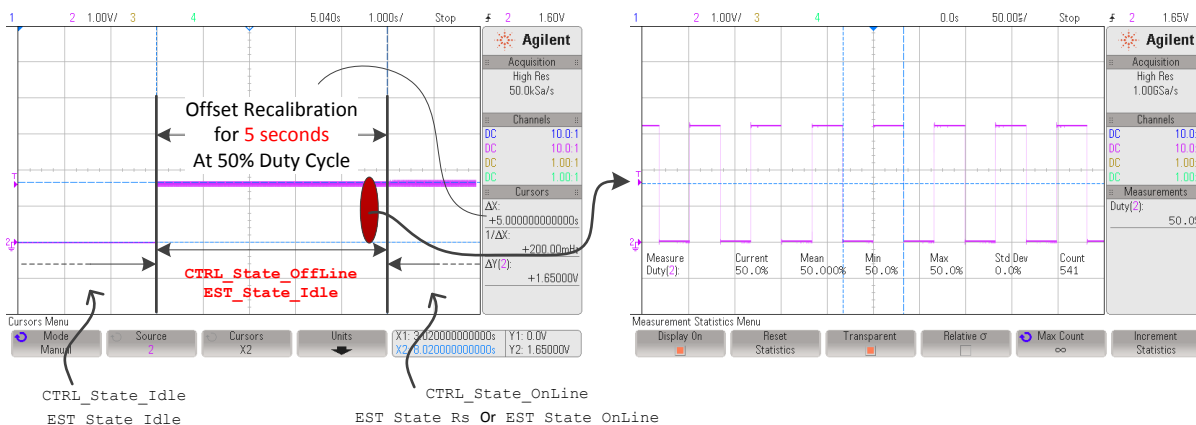 1 2 1.00V/ 3 4 5.040s 1.000s/ Stop 2 1.60V
Agilent
Acquisition
High Res
50.0kSa/s
Channels
DC 10.0:1
DC 10.0:1
DC 1.00:1
DC 1.00:1
Cursors
ΔX:
+5.000000000000s
1/ΔX:
+200.00mHz
ΔY(2):
+1.65000V
Offset Recalibration
for 5 seconds
At 50% Duty Cycle
T
2
CTRL_State_OffLine
EST_State_Idle
Cursors Menu
Mode
Manual
Source
2
Cursors
X2
Units
X1: 3.020000000000s
X2: 8.020000000000s
Y1: 0.0V
Y2: 1.65000V
CTRL_State_Idle
EST State Idle
CTRL_State_OnLine
EST State Rs Or EST State OnLine
1 2 1.00V/ 3 4 0.0s 50.00 Stop 2 1.65V
Agilent
Acquisition
High Res
1.00GSa/s
Channels
DC 10.0
DC 10.0
DC 1.00
DC 1.00
Measurements
Duty(2):
50.0
T
2
Measure Current Mean Min Max Std Dev Count
Duty(2): 50.0% 50.000% 50.0% 50.0% 0.0% 541
Measurement Statistics Menu
Display On
Reset
Statistics
Transparent
Relative σ
Max Count
∞
Increment
Statistics